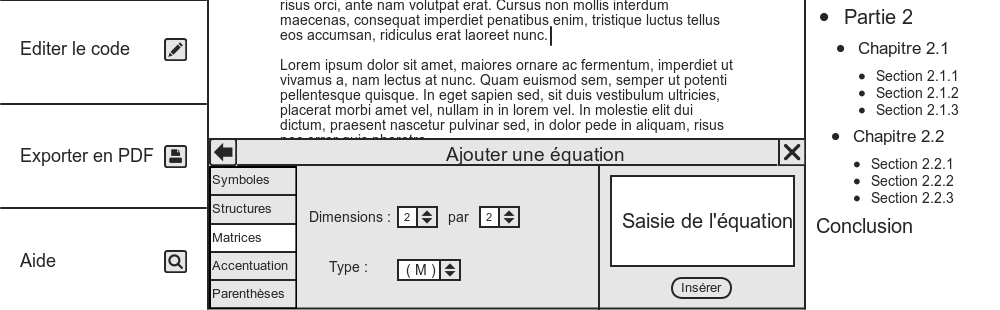 Editer le code
Exporter en PDF
Aide
risus orci, ante nam volutpat erat. Cursus non mollis interdum
maecenas, consequat imperdiet penatibus enim, tristique luctus tellus
eos accumsan, ridiculus erat laoreet nunc.
Lorem ipsum dolor sit amet, maiores ornare ac fermentum, imperdiet ut
vivamus a, nam lectus at nunc. Quam euismod sem, semper ut potenti
pellentesque quisque. In eget sapien sed, sit duis vestibulum ultricies,
placerat morbi amet vel, nullam in in lorem vel. In molestie elit dui
dictum, praesent nascetur pulvinar sed, in dolor pede in aliquam, risus
Ajouter une équation
Symboles
Structures
Matrices
Accentuation
Parenthèses
Dimensions : 2 par 2
Type : ( M )
Saisie de l'équation
Insérer
Partie 2
Chapitre 2.1
Section 2.1.1
Section 2.1.2
Section 2.1.3
Chapitre 2.2
Section 2.2.1
Section 2.2.2
Section 2.2.3
Conclusion